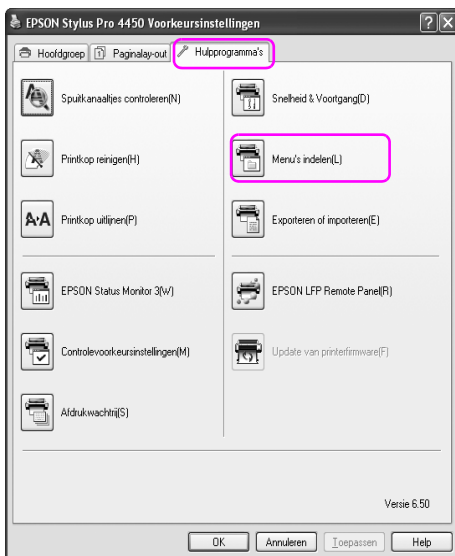 EPSON Stylus Pro 4450 Voorkeursinstellingen
Hoofdgroep Paginalay-out Hulpprogramma's
Spuitkanaaltjes controleren(N)
Snelheid & Voortgang(D)
Printkop reinigen(H)
Menu's indelen(L)
Printkop uitlijnen(P)
Exporteren of importeren(E)
EPSON Status Monitor 3(W)
EPSON LFP Remote Panel(R)
Controlevoorkeursinstellingen(M)
Update van printerfirmware(F)
Afdrukwachtrij(S)
Versie 6.50
OK Annuleren Toepassen Help